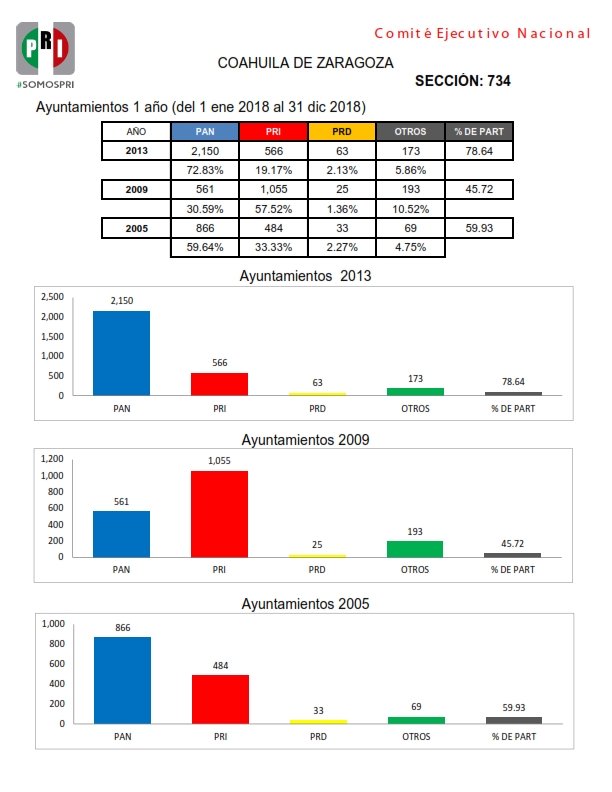 Comité Ejecutivo Nacional
PRI
#SOMOSPRI
COAHUILA DE ZARAGOZA
SECCIÓN: 734
Ayuntamientos 1 año (del 1 ene 2018 al 31 dic 2018)
AÑO PAN PRI PRD OTROS % DE PART
2013 2,150 566 63 173 78.64
72.83% 19.17% 2.13% 5.86%
2009 561 1,055 25 193 45.72
30.59% 57.52% 1.36% 10.52%
2005 866 484 33 69 59.93
59.64% 33.33% 2.27% 4.75%
Ayuntamientos 2013
2,500
2,000
1,500
1,000
500
0
2,150 566 63 173 78.64
PAN PRI PRD OTROS % DE PART
Ayuntamientos 2009
1,200
1,000
800
600
400
200
0
561 1,055 25 193 45.72
PAN PRI PRD OTROS % DE PART
Ayuntamientos 2005
1,000
800
600
400
200
0
866 484 33 69 59.93
PAN PRI PRD OTROS % DE PART